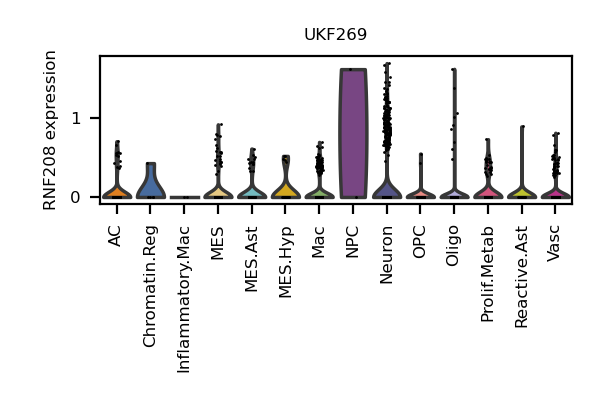 UKF269
RNF208 expression
1
0
AC
Chromatin.Reg
Inflammatory.Mac
MES
MES.Ast
MES.Hyp
Mac
NPC
Neuron
OPC
Oligo
Prolif.Metab
Reactive.Ast
Vasc